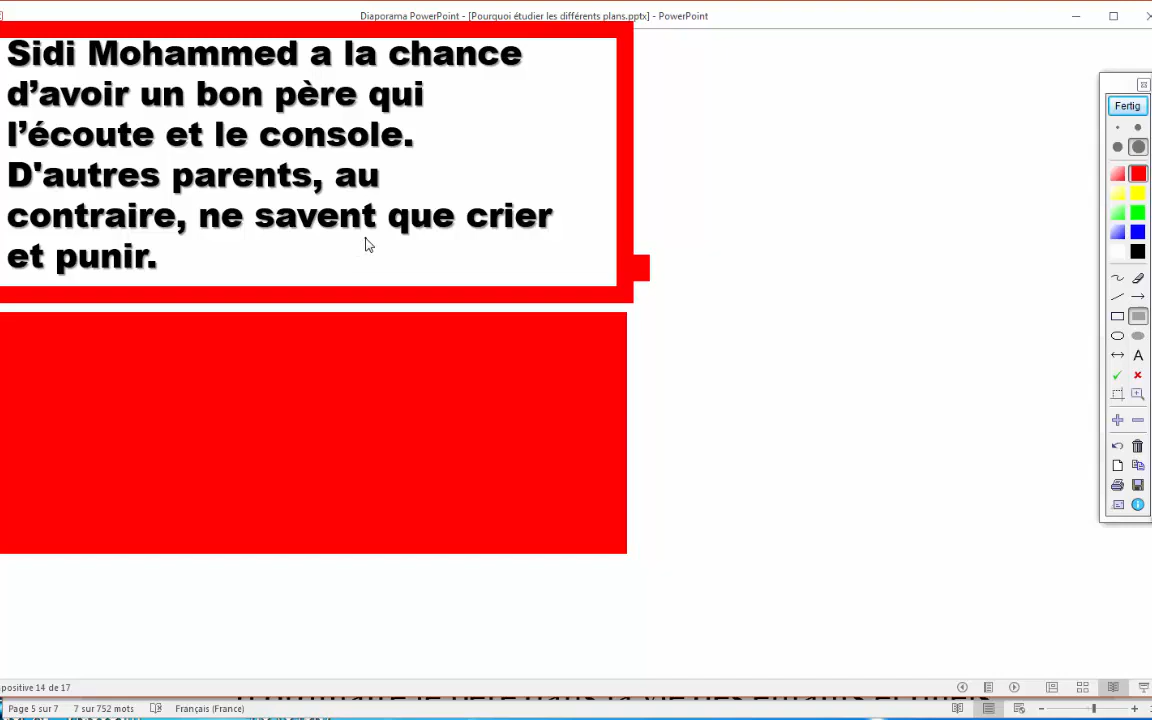 Diaporama PowerPoint - [Pourquoi étudier les différents plans.pptx] - PowerPoint
Sidi Mohammed a la chance
d’avoir un bon père qui
l’écoute et le console.
D'autres parents, au
contraire, ne savent que crier
et punir.
Fertig
A
positive 14 de 17
Page 5 sur 7 7 sur 752 mots Français (France)